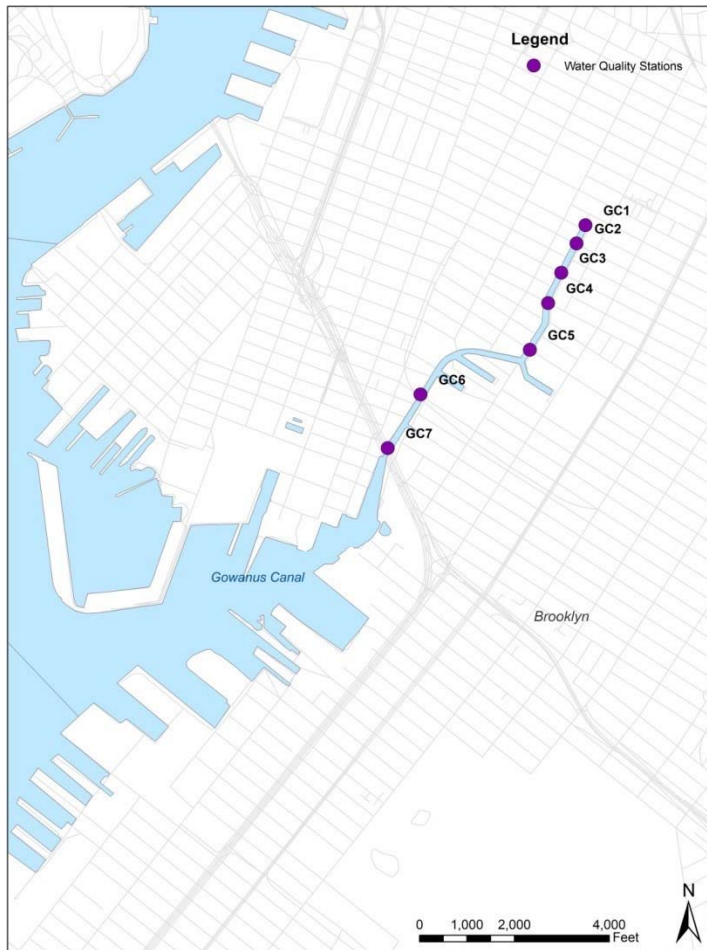 Legend
Water Quality Stations
GC1
GC2
GC3
GC4
GC5
GC6
GC7
Gowanus Canal
Brooklyn
N
0 1,000 2,000 4,000
Feet